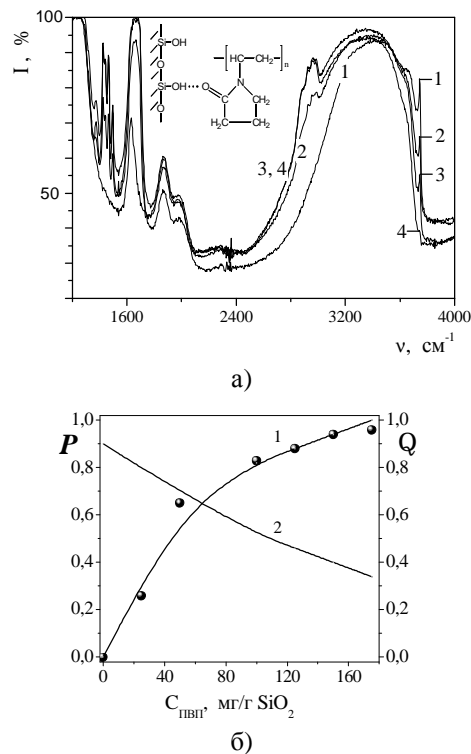 I, %
100
50
1600
2400
3200
4000
ν, см⁻¹
Si-OH
O
Si-OH···O=C
O
HC-CH₂
n
N
CH₂
H₂C-CH₂
1
2
3, 4
1
2
3
4
а)
P
Q
1,0
0,8
0,6
0,4
0,2
0,0
1,0
0,8
0,6
0,4
0,2
0,0
1
2
0
40
80
120
160
C_ПВП, мг/г SiO₂
б)